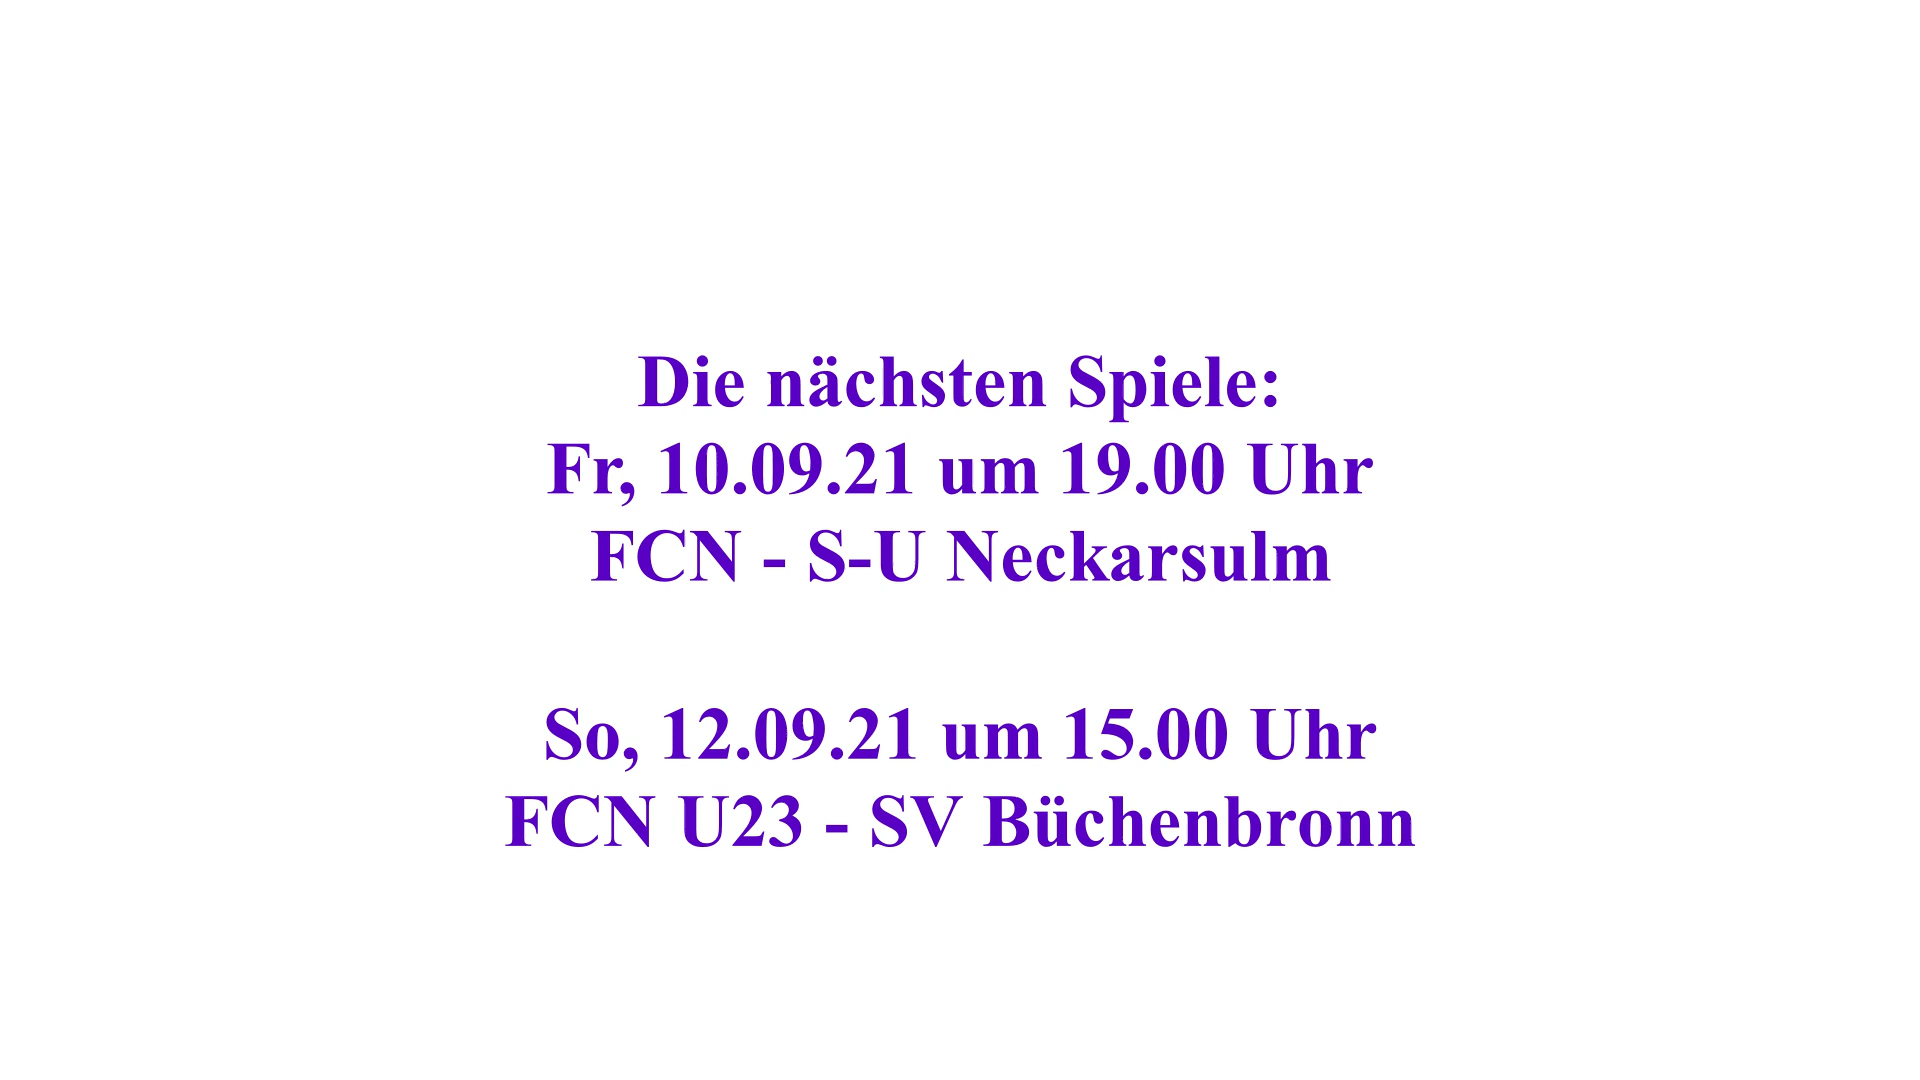 Die nächsten Spiele:
Fr, 10.09.21 um 19.00 Uhr
FCN - S-U Neckarsulm
So, 12.09.21 um 15.00 Uhr
FCN U23 - SV Büchenbronn